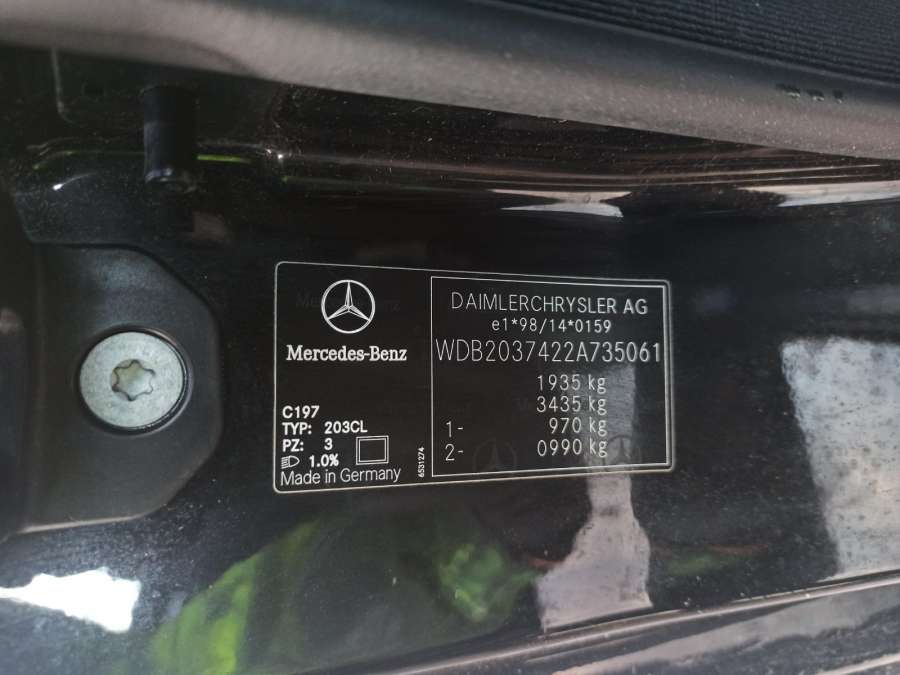 Mercedes-Benz
C197
TYP: 203CL
PZ: 3
1.0%
Made in Germany
6531274
DAIMLERCHRYSLER AG
e1*98/14*0159
WDB2037422A735061
1935 kg
3435 kg
1- 970 kg
2- 0990 kg